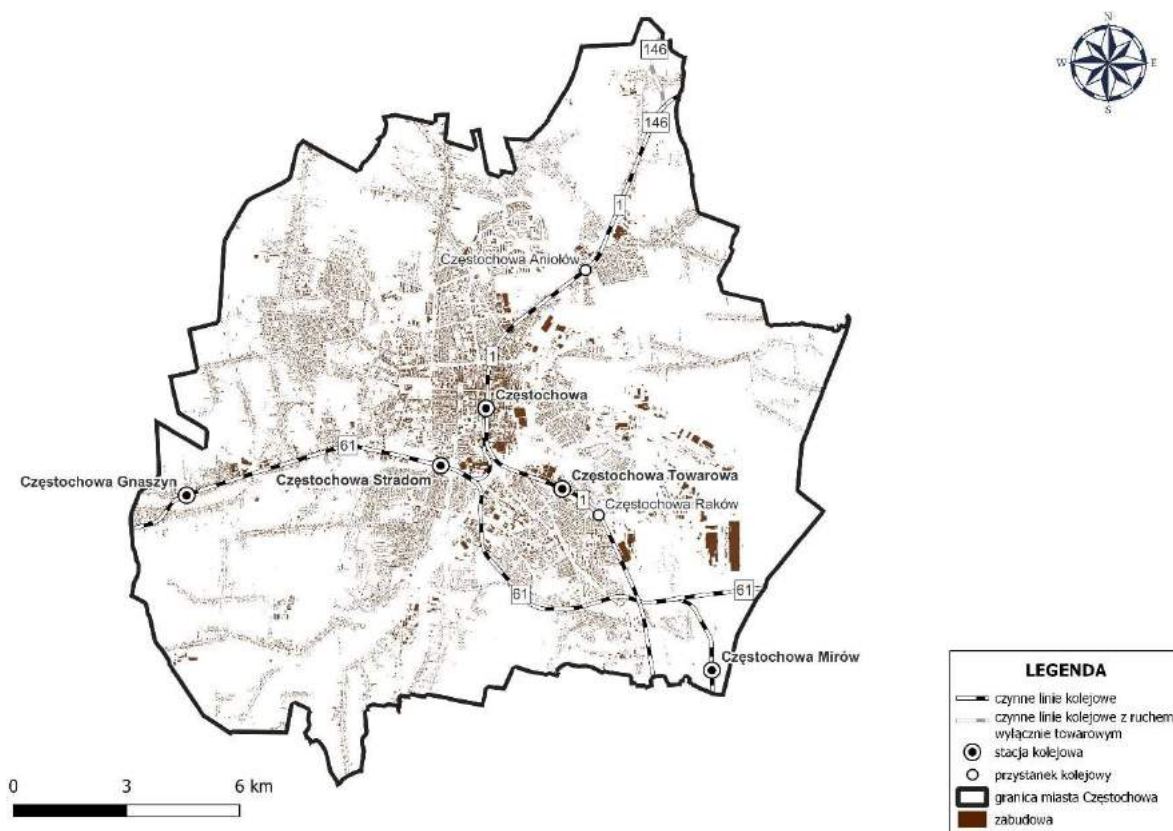 N
W
E
S
146
146
1
Częstochowa Aniołów
1
Częstochowa
61
Częstochowa Gnaszyn
Częstochowa Stradom
Częstochowa Towarowa
1
Częstochowa Raków
61
61
Częstochowa Mirów
LEGENDA
czynne linie kolejowe
czynne linie kolejowe z ruchem
wyłącznie towarowym
stacja kolejowa
przystanek kolejowy
granica miasta Częstochowa
zabudowa
0 3 6 km